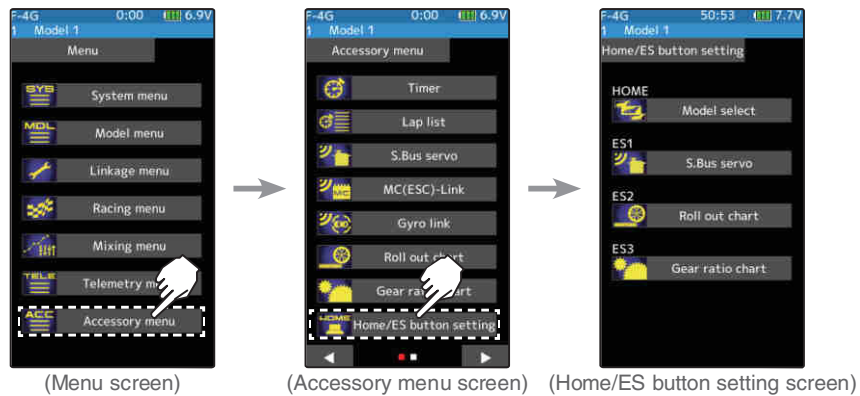 F-4G 0:00 6.9V
1 Model 1
Menu
SYS System menu
MDL Model menu
Linkage menu
Racing menu
Mixing menu
TELE Telemetry m
ACC Accessory menu
(Menu screen)
F-4G 0:00 6.9V
1 Model 1
Accessory menu
Timer
Lap list
S.Bus servo
MC MC(ESC)-Link
Gyro link
Roll out chart
Gear ratio chart
HOME Home/ES button setting
(Accessory menu screen)
F-4G 50:53 7.7V
1 Model 1
Home/ES button setting
HOME
Model select
ES1
S.Bus servo
ES2
Roll out chart
ES3
Gear ratio chart
(Home/ES button setting screen)